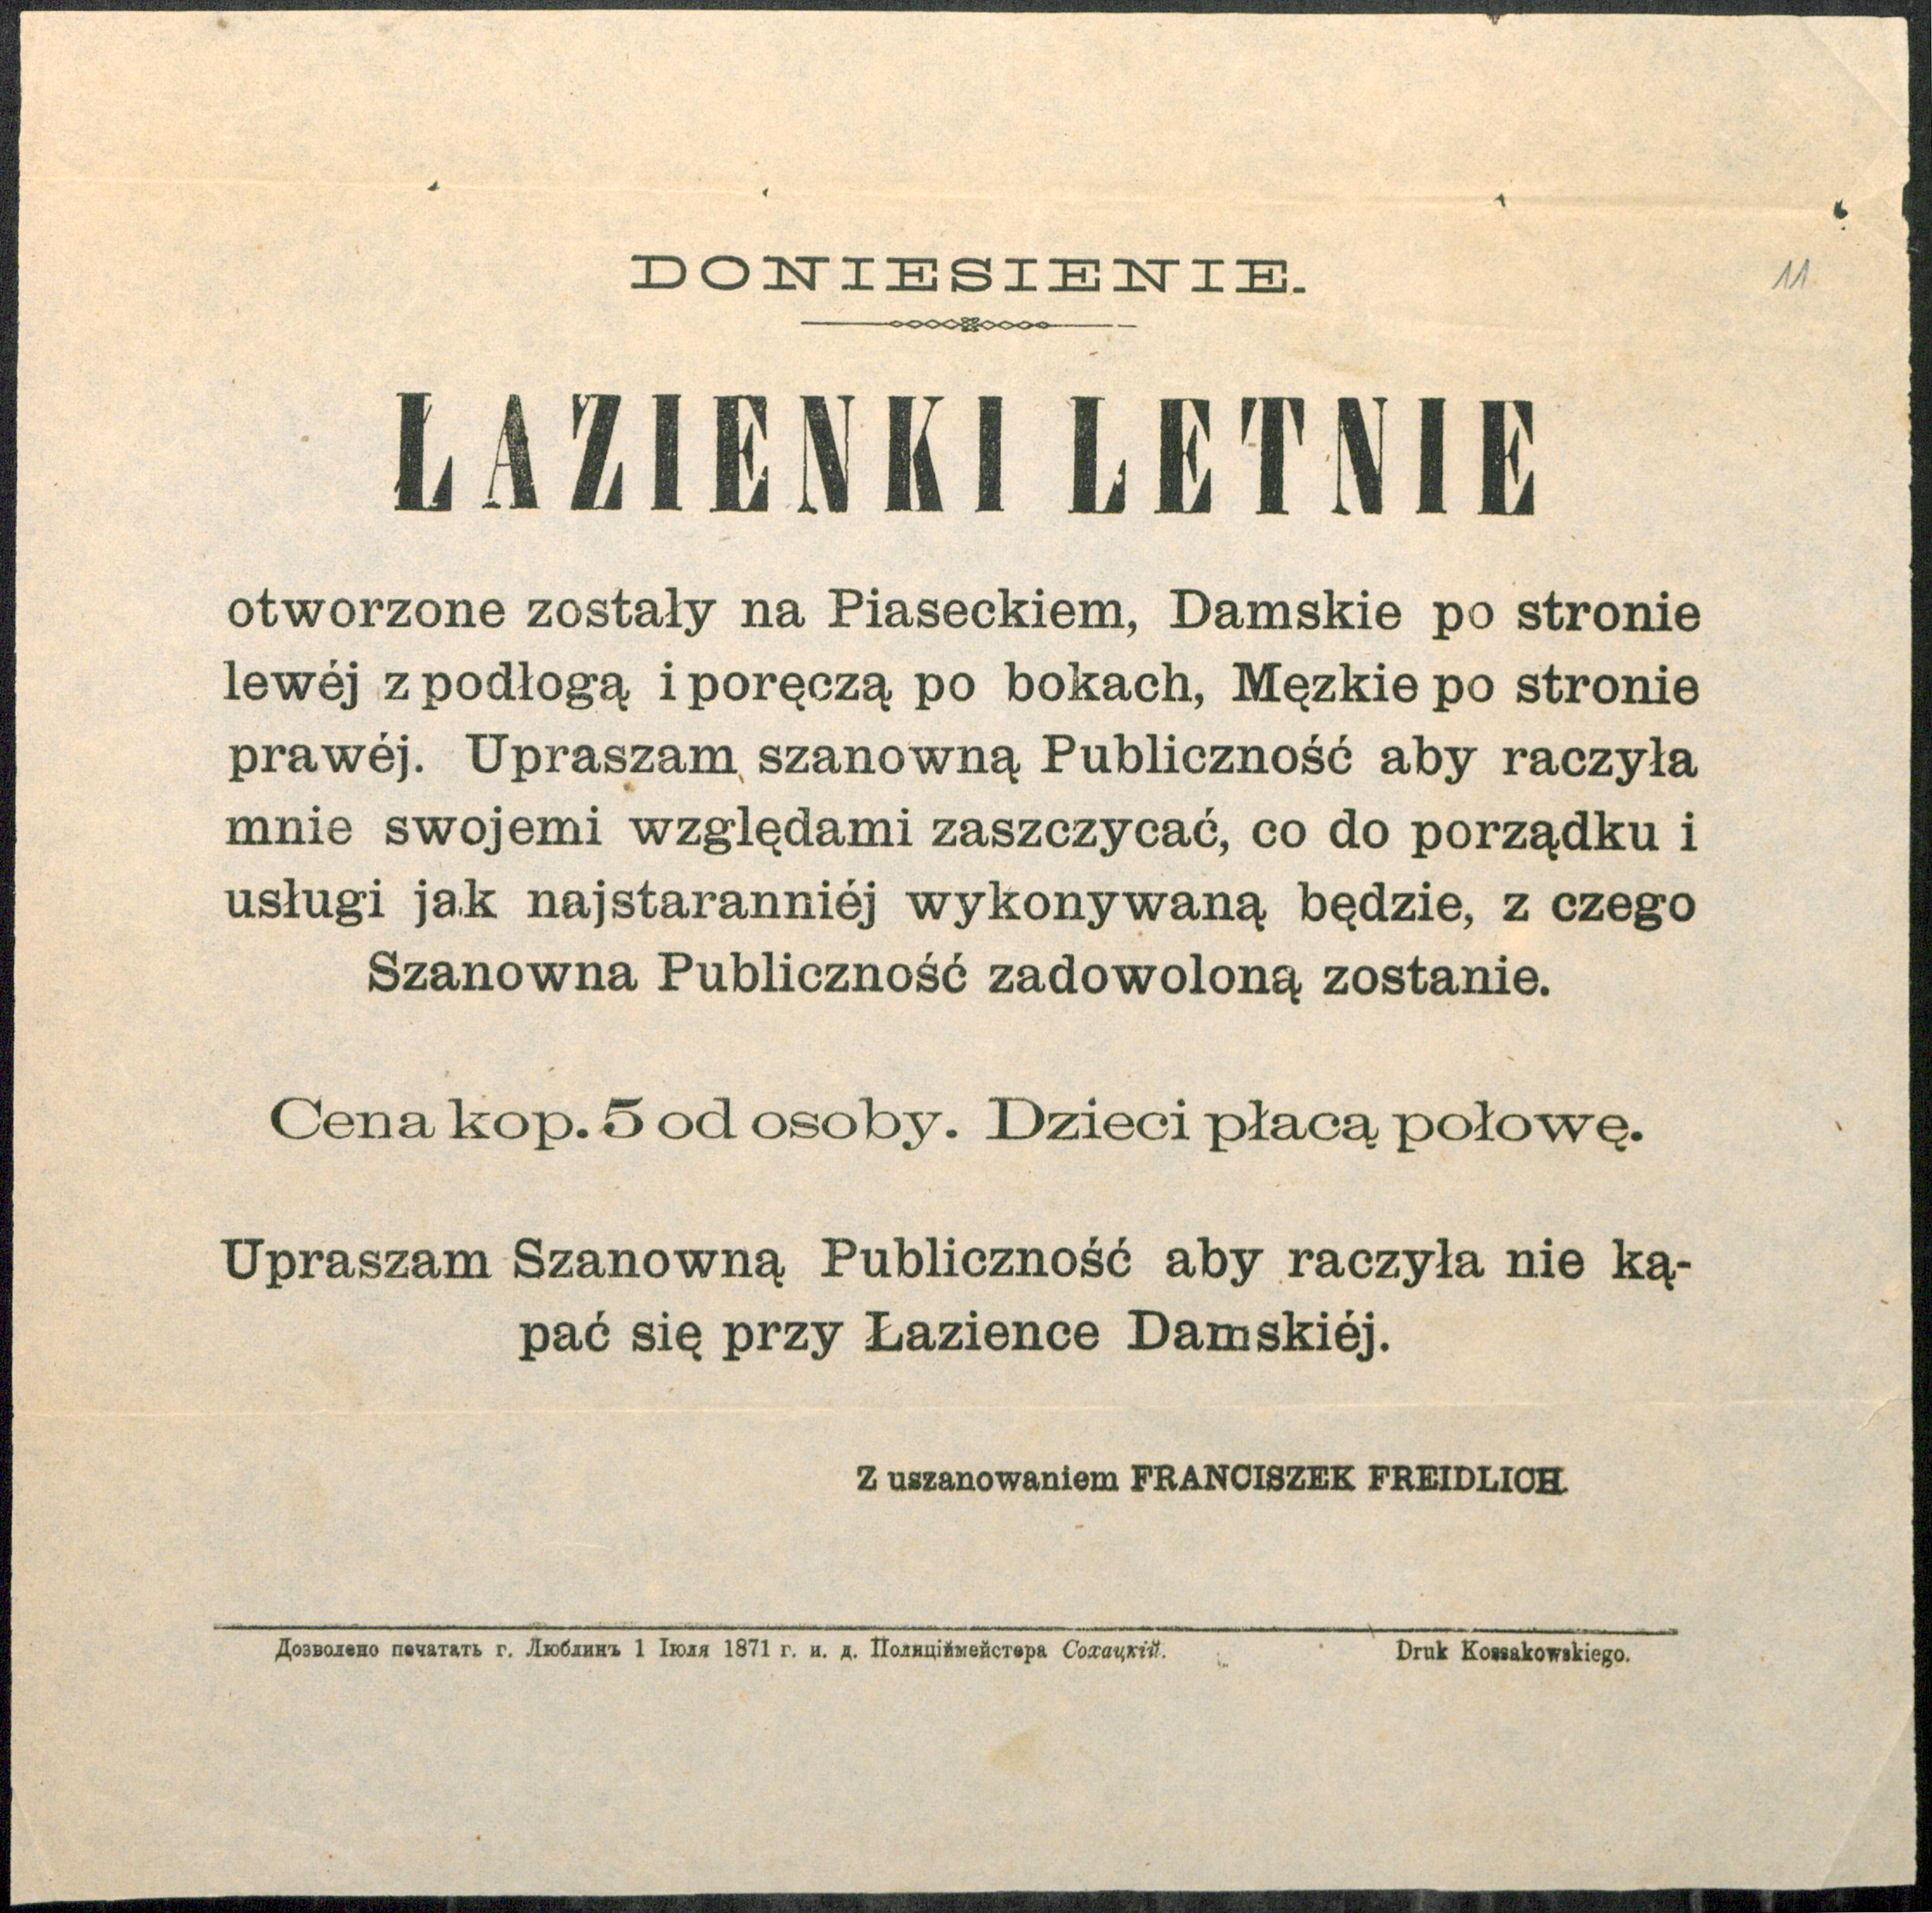 DONIESIENIE.
11
ŁAZIENKI LETNIE
otworzone zostały na Piaseckiem, Damskie po stronie
lewéj z podłogą i poręczą po bokach, Męzkie po stronie
prawéj. Upraszam szanowną Publiczność aby raczyła
mnie swojemi względami zaszczycać, co do porządku i
usługi jak najstaranniéj wykonywaną będzie, z czego
Szanowna Publiczność zadowoloną zostanie.
Cena kop. 5 od osoby. Dzieci płacą połowę.
Upraszam Szanowną Publiczność aby raczyła nie ką-
pać się przy Łazience Damskiéj.
Z uszanowaniem FRANCISZEK FREIDLICH.
Дозволено печатать г. Люблинъ 1 Іюля 1871 г. и. д. Полиціймейстера Сохацкій. Druk Kossakowskiego.